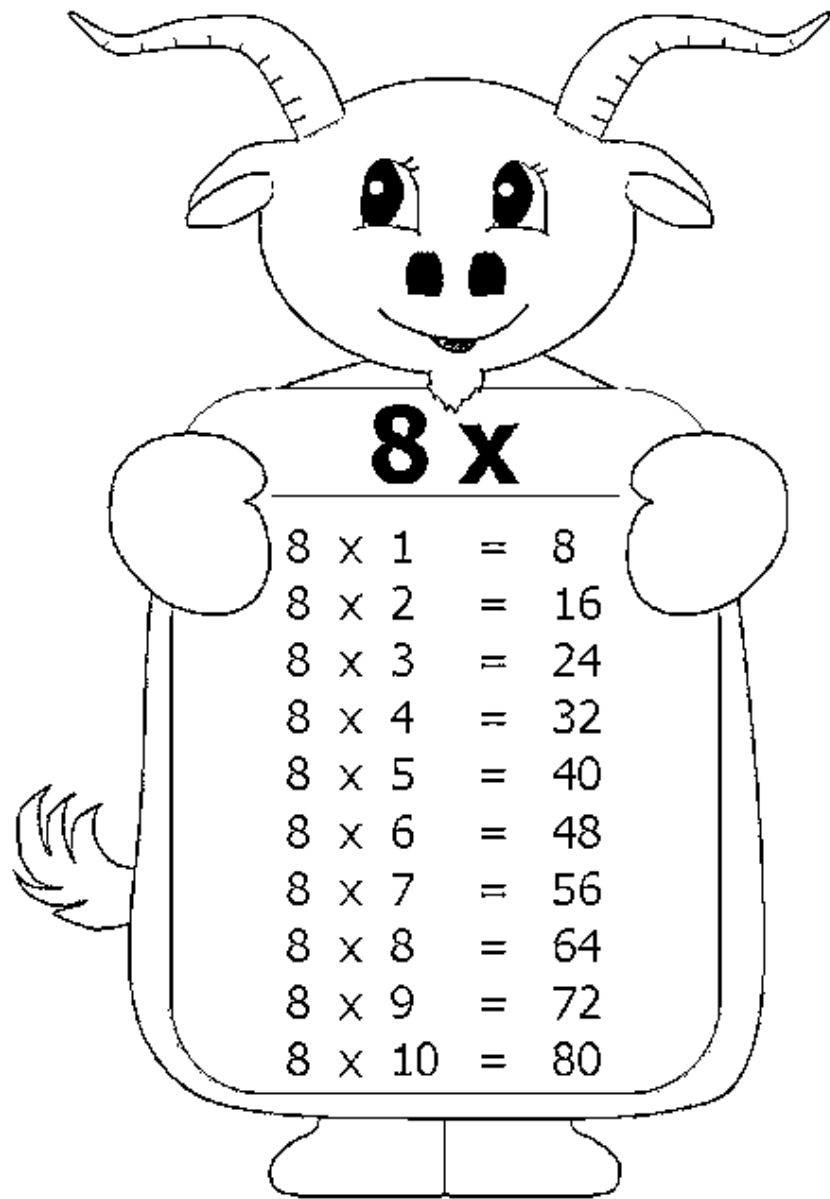 8 x
8 x 1 = 8
8 x 2 = 16
8 x 3 = 24
8 x 4 = 32
8 x 5 = 40
8 x 6 = 48
8 x 7 = 56
8 x 8 = 64
8 x 9 = 72
8 x 10 = 80